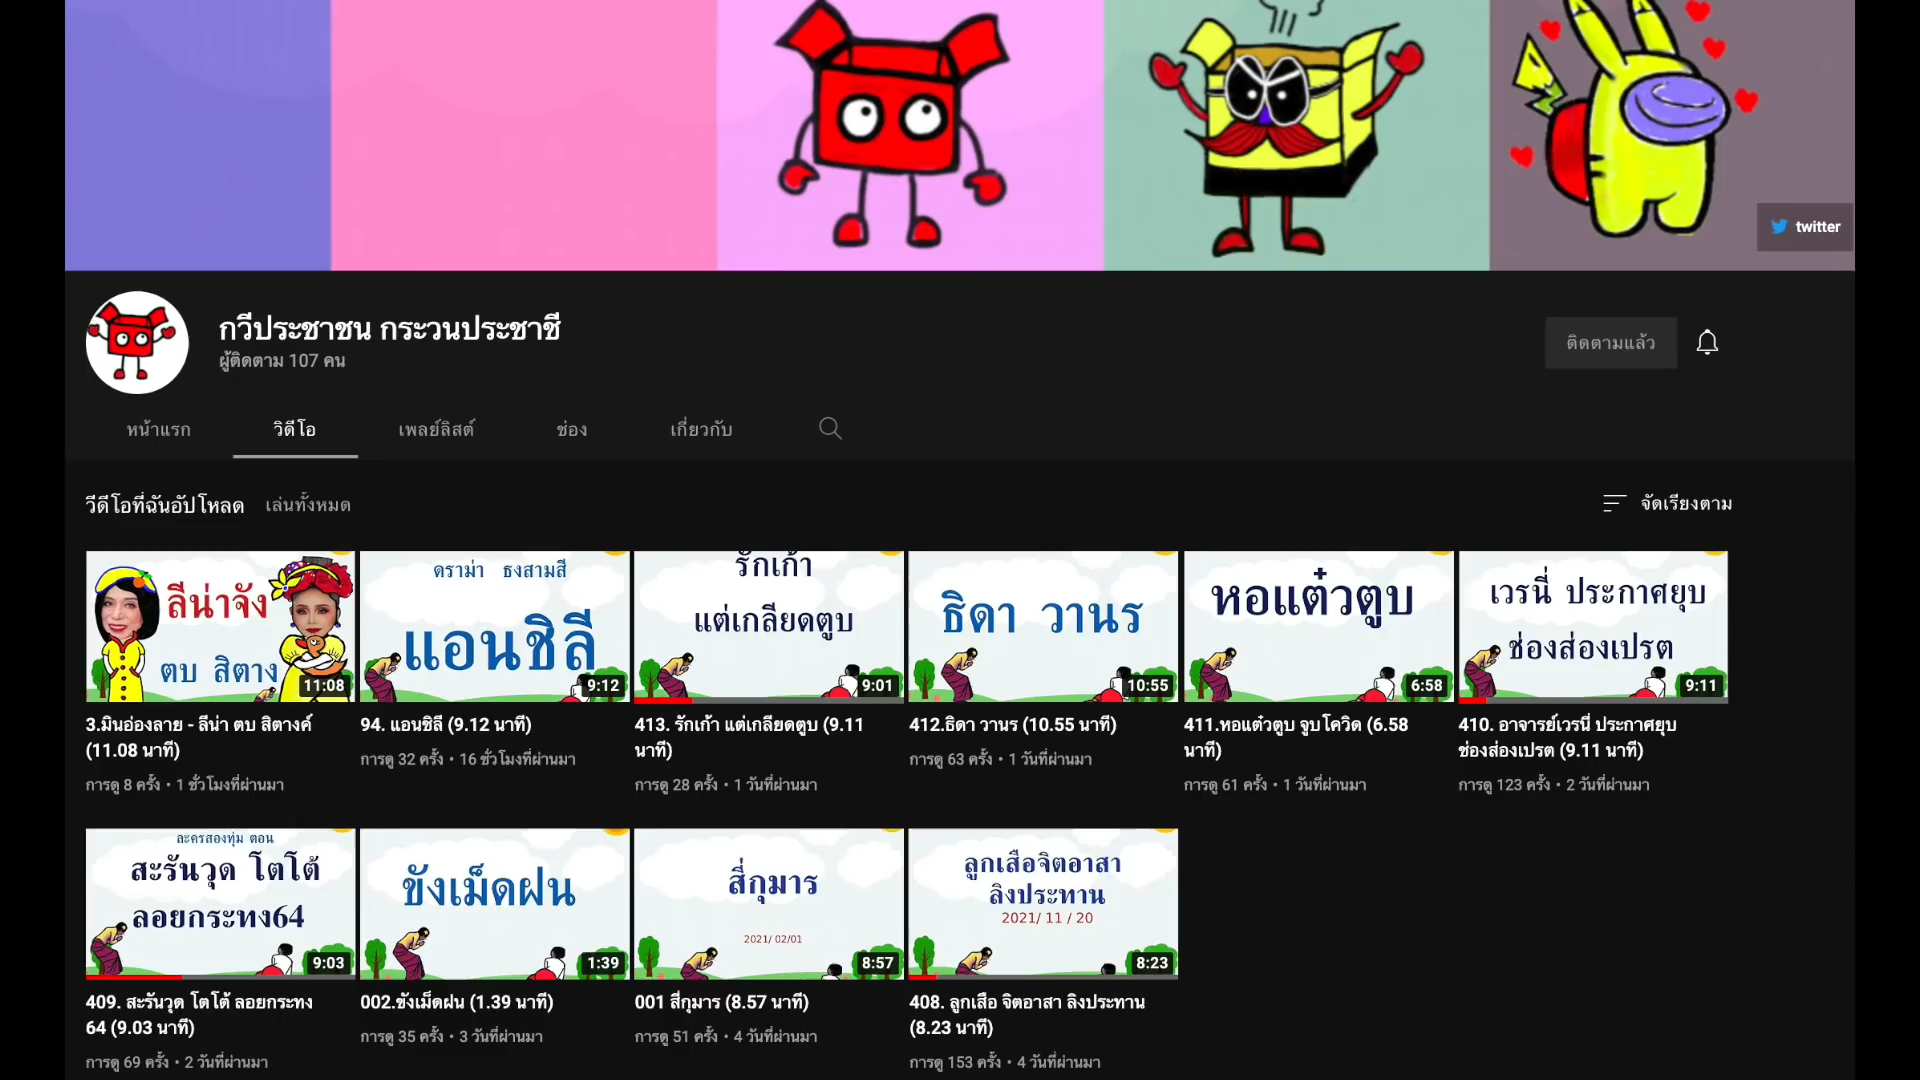 twitter
กวีประชาชน กระวนประชาชี
ผู้ติดตาม 107 คน
ติดตามแล้ว
หน้าแรก
วิดีโอ
เพลย์ลิสต์
ช่อง
เกี่ยวกับ
วีดีโอที่ฉันอัปโหลด
เล่นทั้งหมด
จัดเรียงตาม
ลีน่าจัง
ตบ สิตาง
11:08
3.มินอ่องลาย - ลีน่า ตบ สิตางค์
(11.08 นาที)
การดู 8 ครั้ง • 1 ชั่วโมงที่ผ่านมา
ดราม่า ธงสามสี
แอนชิลี
9:12
94. แอนชิลี (9.12 นาที)
การดู 32 ครั้ง • 16 ชั่วโมงที่ผ่านมา
รักเก้า
แต่เกลียดตูบ
9:01
413. รักเก้า แต่เกลียดตูบ (9.11
นาที)
การดู 28 ครั้ง • 1 วันที่ผ่านมา
ธิดา วานร
10:55
412.ธิดา วานร (10.55 นาที)
การดู 63 ครั้ง • 1 วันที่ผ่านมา
หอแต๋วตูบ
6:58
411.หอแต๋วตูบ จูบโควิด (6.58
นาที)
การดู 61 ครั้ง • 1 วันที่ผ่านมา
เวรนี่ ประกาศยุบ
ช่องส่องเปรต
9:11
410. อาจารย์เวรนี่ ประกาศยุบ
ช่องส่องเปรต (9.11 นาที)
การดู 123 ครั้ง • 2 วันที่ผ่านมา
ละครสองทุ่ม ตอน
สะรันวุด โตโต้
ลอยกระทง64
9:03
409. สะรันวุด โตโต้ ลอยกระทง
64 (9.03 นาที)
การดู 69 ครั้ง • 2 วันที่ผ่านมา
ขังเม็ดฝน
1:39
002.ขังเม็ดฝน (1.39 นาที)
การดู 35 ครั้ง • 3 วันที่ผ่านมา
สี่กุมาร
2021/ 02/01
8:57
001 สี่กุมาร (8.57 นาที)
การดู 51 ครั้ง • 4 วันที่ผ่านมา
ลูกเสือจิตอาสา
ลิงประทาน
2021/ 11 / 20
8:23
408. ลูกเสือ จิตอาสา ลิงประทาน
(8.23 นาที)
การดู 153 ครั้ง • 4 วันที่ผ่านมา